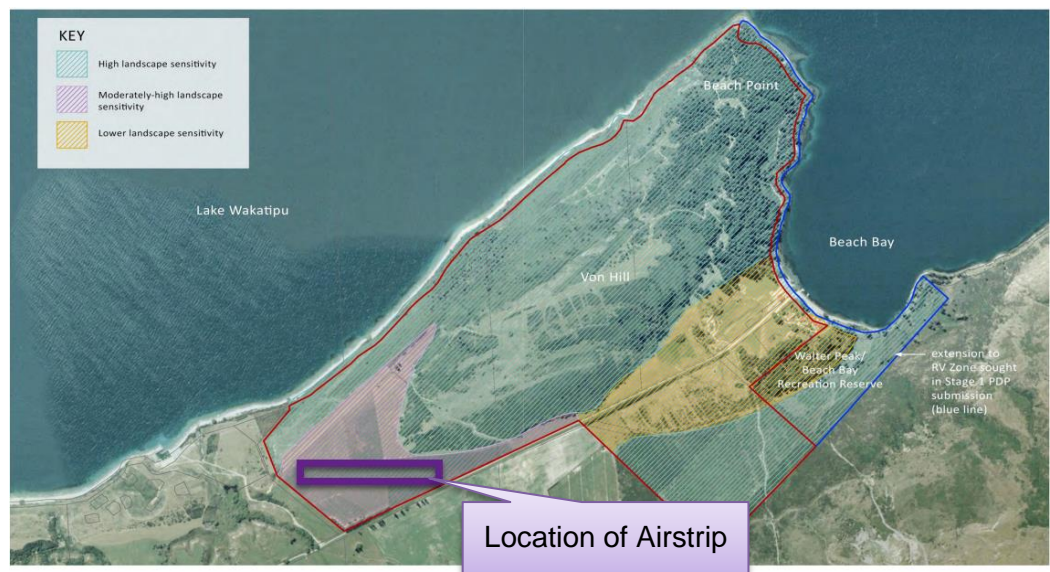 KEY
High landscape sensitivity
Moderately-high landscape
sensitivity
Lower landscape sensitivity
Beach Point
Lake Wakatipu
Beach Bay
Von Hill
Walter Peak/
Beach Bay
Recreation Reserve
extension to
RV Zone sought
in Stage 1 PDP
submission
(blue line)
Location of Airstrip